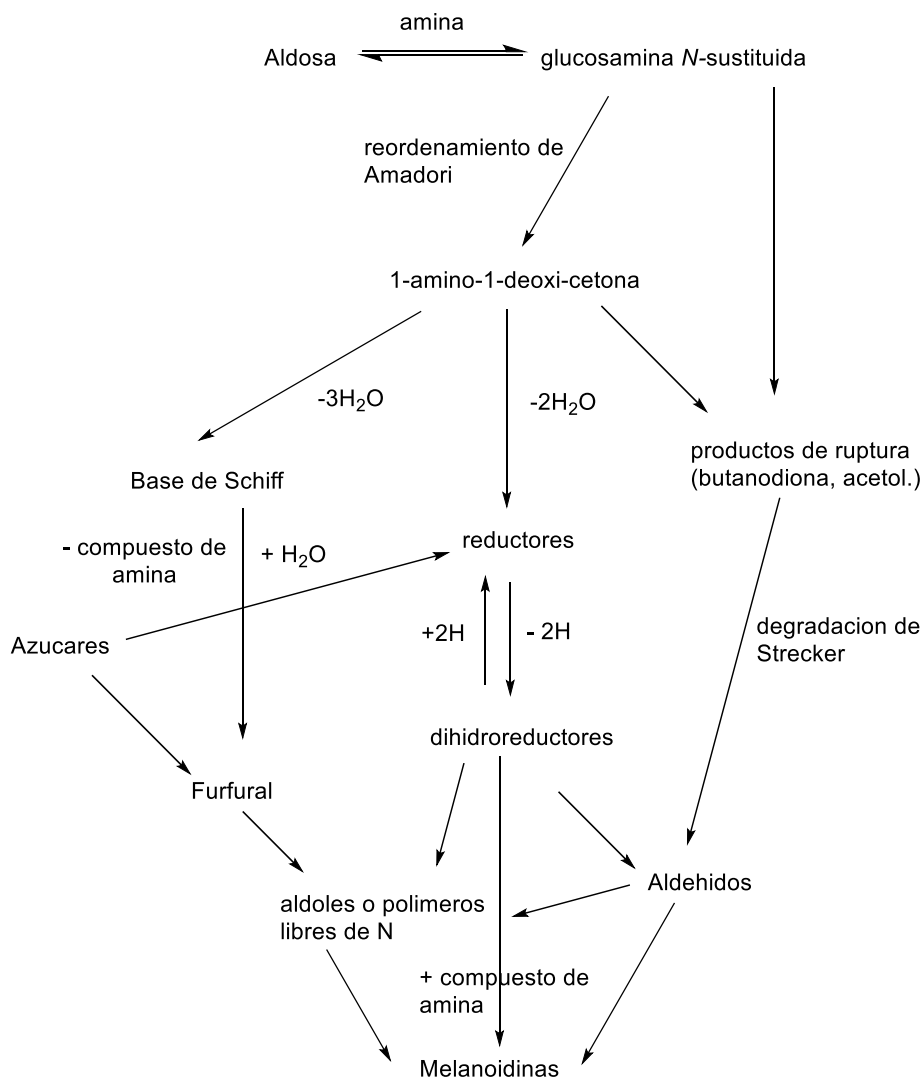 amina
Aldosa
glucosamina N-sustituida
reordenamiento de
Amadori
1-amino-1-deoxi-cetona
-3H₂O
-2H₂O
productos de ruptura
(butanodiona, acetol.)
Base de Schiff
- compuesto de
amina
+ H₂O
reductores
Azucares
+2H
- 2H
degradacion de
Strecker
dihidroreductores
Furfural
Aldehidos
aldoles o polimeros
libres de N
+ compuesto de
amina
Melanoidinas